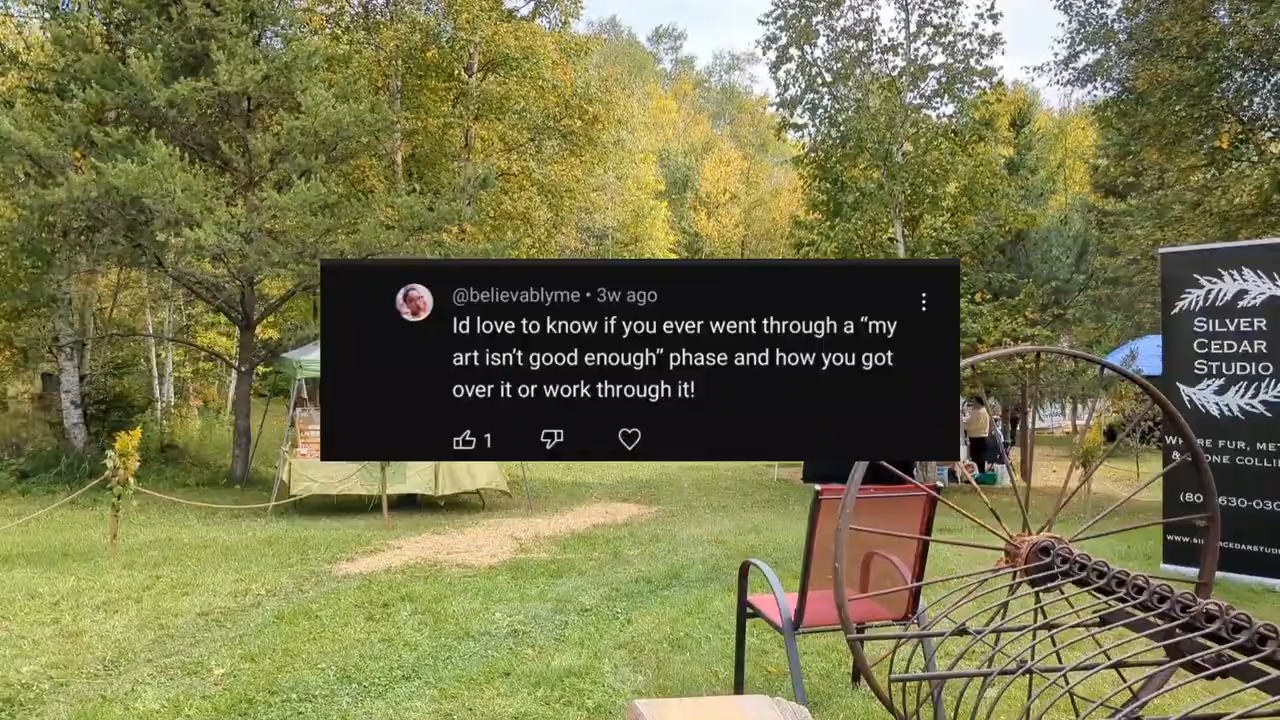 @believablyme • 3w ago
Id love to know if you ever went through a “my
art isn’t good enough” phase and how you got
over it or work through it!
1
SILVER
CEDAR
STUDIO
FUR,